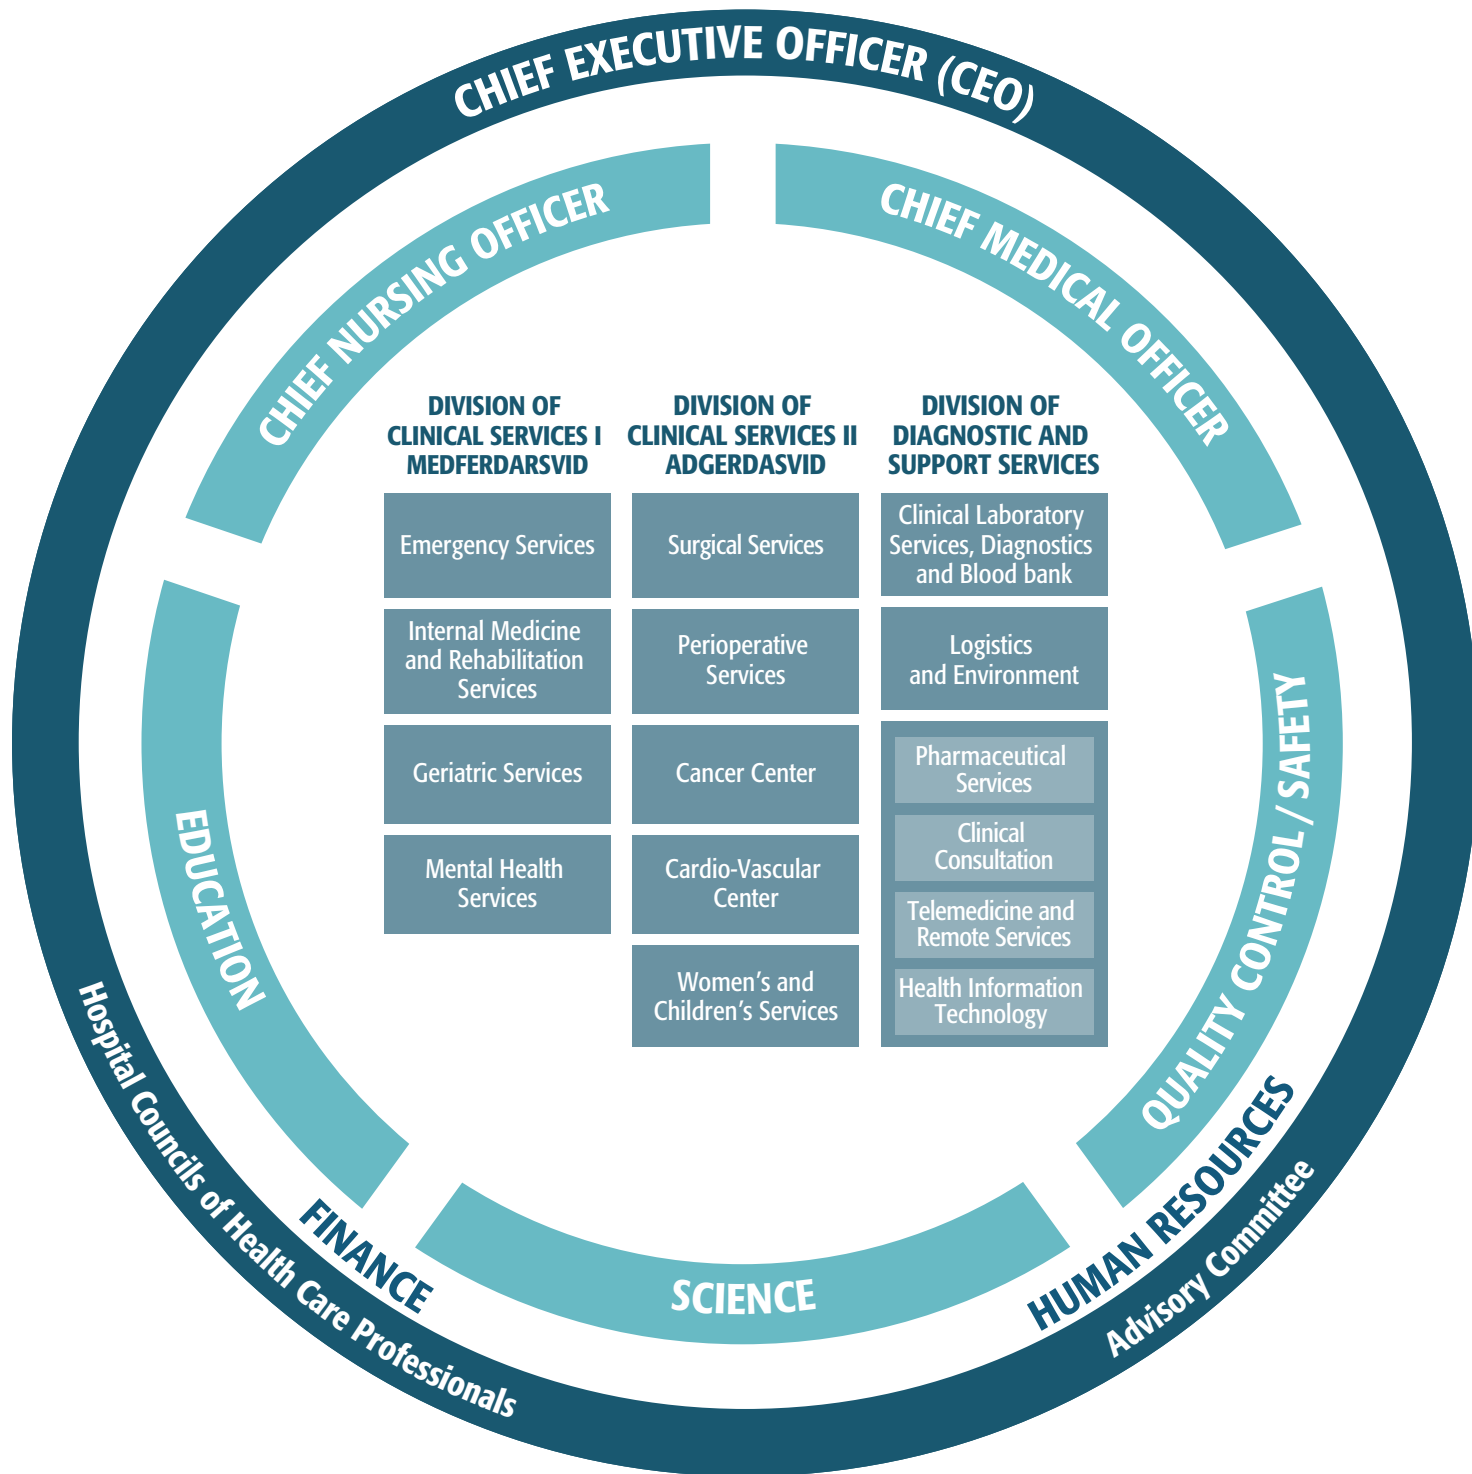 CHIEF EXECUTIVE OFFICER (CEO)
CHIEF NURSING OFFICER
CHIEF MEDICAL OFFICER
DIVISION OF
CLINICAL SERVICES I
MEDFERDARSVID
Emergency Services
Internal Medicine
and Rehabilitation
Services
Geriatric Services
Mental Health
Services
DIVISION OF
CLINICAL SERVICES II
ADGERDASVID
Surgical Services
Perioperative
Services
Cancer Center
Cardio-Vascular
Center
Women's and
Children's Services
DIVISION OF
DIAGNOSTIC AND
SUPPORT SERVICES
Clinical Laboratory
Services, Diagnostics
and Blood bank
Logistics
and Environment
Pharmaceutical
Services
Clinical
Consultation
Telemedicine and
Remote Services
Health Information
Technology
EDUCATION
QUALITY CONTROL / SAFETY
SCIENCE
FINANCE
HUMAN RESOURCES
Hospital Councils of Health Care Professionals
Advisory Committee